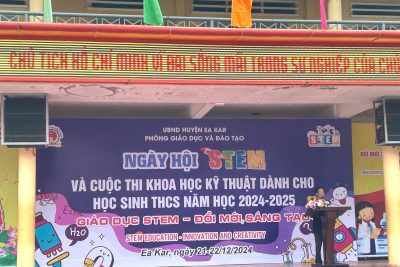 CHỦ TỊCH HỒ CHÍ MINH VĨ ĐẠI SỐNG MÃI TRONG SỰ NGHIỆP CỦA
UBND HUYỆN EA KAR
PHÒNG GIÁO DỤC VÀ ĐÀO TẠO
NGÀY HỘI STEM
VÀ CUỘC THI KHOA HỌC KỸ THUẬT DÀNH CHO
HỌC SINH THCS NĂM HỌC 2024-2025
GIÁO DỤC STEM - ĐỔI MỚI, SÁNG TẠO
STEM EDUCATION - INNOVATION AND CREATIVITY
Ea Kar, ngày 21-22/12/2024
STEM
H2O